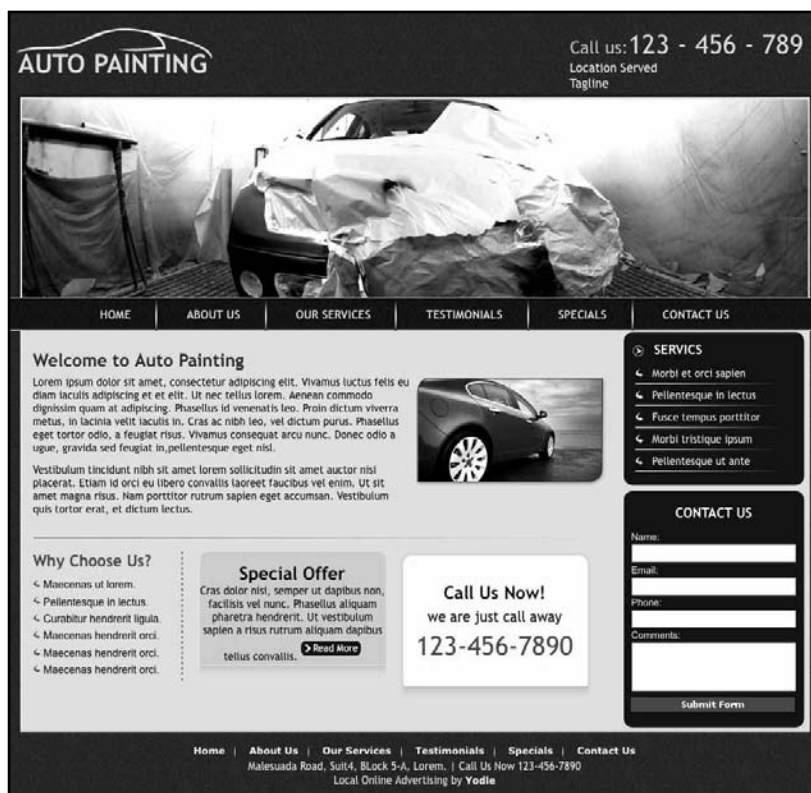 AUTO PAINTING
Call us: 123 - 456 - 789
Location Served
Tagline
HOME
ABOUT US
OUR SERVICES
TESTIMONIALS
SPECIALS
CONTACT US
Welcome to Auto Painting
Lorem ipsum dolor sit amet, consectetur adipiscing elit. Vivamus luctus felis eu
diam iaculis adipiscing et et elit. Ut nec tellus lorem. Aenean commodo
dignissim quam at adipiscing. Phasellus id venenatis leo. Proin dictum viverra
metus, in lacinia velit iaculis in. Cras ac nibh leo, vel dictum purus. Phasellus
eget tortor odio, a feugiat risus. Vivamus consequat arcu nunc. Donec odio a
ugue, gravida sed feugiat in,pellentesque eget nisl.
Vestibulum tincidunt nibh sit amet lorem sollicitudin sit amet auctor nisi
placerat. Etiam id orci eu libero convallis laoreet faucibus vel enim. Ut sit
amet magna risus. Nam porttitor rutrum sapien eget accumsan. Vestibulum
quis tortor erat, et dictum lectus.
Why Choose Us?
Maecenas ut lorem.
Pellentesque in lectus.
Curabitur hendrerit ligula.
Maecenas hendrerit orci.
Maecenas hendrerit orci.
Maecenas hendrerit orci.
Special Offer
Cras dolor nisi, semper ut dapibus non,
facilisis vel nunc. Phasellus aliquam
pharetra hendrerit. Ut vestibulum
sapien a risus rutrum aliquam dapibus
tellus convallis. Read More
Call Us Now!
we are just call away
123-456-7890
SERVICS
Morbi et orci sapien
Pellentesque in lectus
Fusce tempus porttitor
Morbi tristique ipsum
Pellentesque ut ante
CONTACT US
Name:
Email:
Phone:
Comments:
Submit Form
Home | About Us | Our Services | Testimonials | Specials | Contact Us
Malesuada Road, Suit4, BLock 5-A, Lorem. | Call Us Now 123-456-7890
Local Online Advertising by Yodle